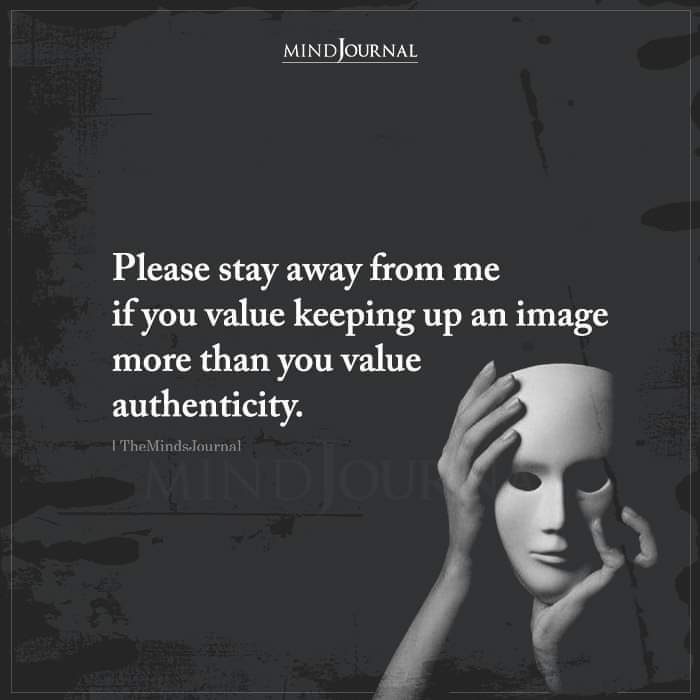 MINDJOURNAL
Please stay away from me
if you value keeping up an image
more than you value
authenticity.
| TheMindsJournal
MINDJOURNAL